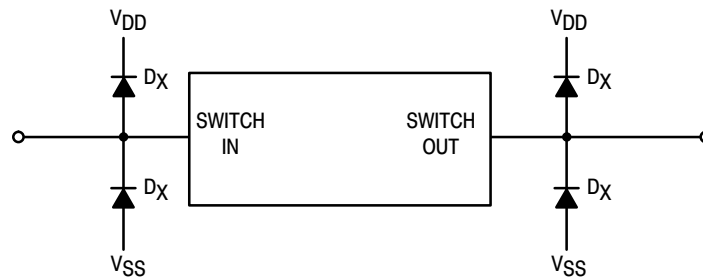 VDD
VDD
DX
DX
SWITCH
IN
SWITCH
OUT
DX
DX
VSS
VSS